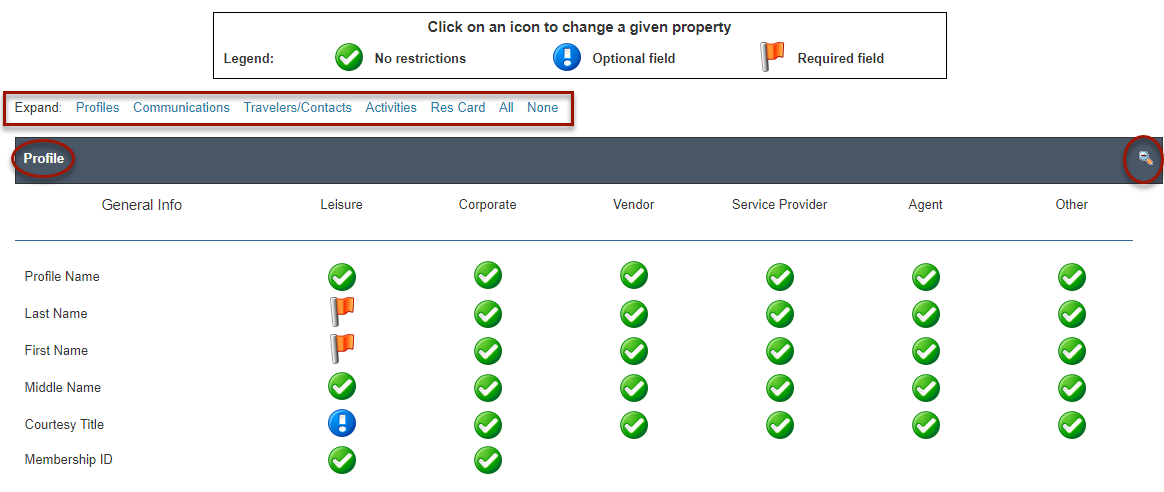 Click on an icon to change a given property
Legend: No restrictions Optional field Required field
Expand: Profiles Communications Travelers/Contacts Activities Res Card All None
Profile
General Info Leisure Corporate Vendor Service Provider Agent Other
Profile Name
Last Name
First Name
Middle Name
Courtesy Title
Membership ID